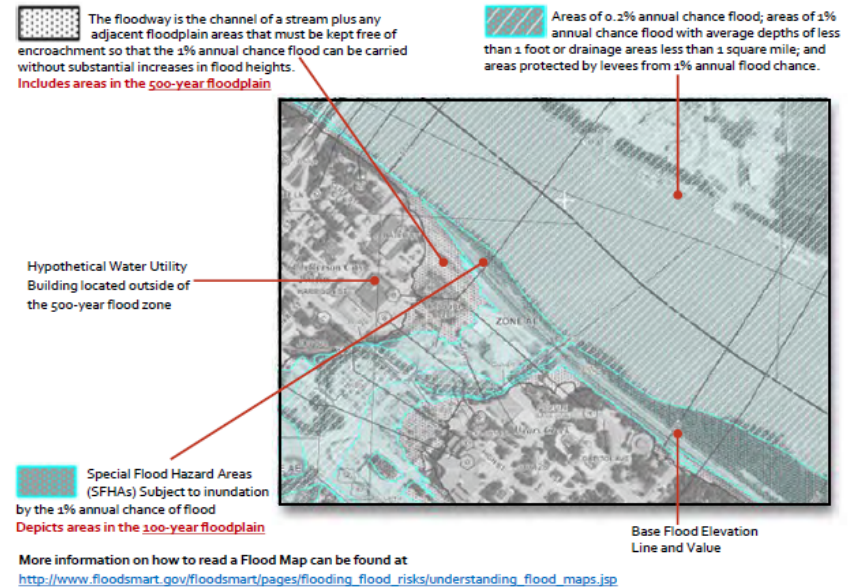 The floodway is the channel of a stream plus any
adjacent floodplain areas that must be kept free of
encroachment so that the 1% annual chance flood can be carried
without substantial increases in flood heights.
Includes areas in the 500-year floodplain
Areas of 0.2% annual chance flood; areas of 1%
annual chance flood with average depths of less
than 1 foot or drainage areas less than 1 square mile; and
areas protected by levees from 1% annual flood chance.
Hypothetical Water Utility
Building located outside of
the 500-year flood zone
ZONE AE
Special Flood Hazard Areas
(SFHAs) Subject to inundation
by the 1% annual chance of flood
Depicts areas in the 100-year floodplain
Base Flood Elevation
Line and Value
More information on how to read a Flood Map can be found at
http://www.floodsmart.gov/floodsmart/pages/flooding_flood_risks/understanding_flood_maps.jsp